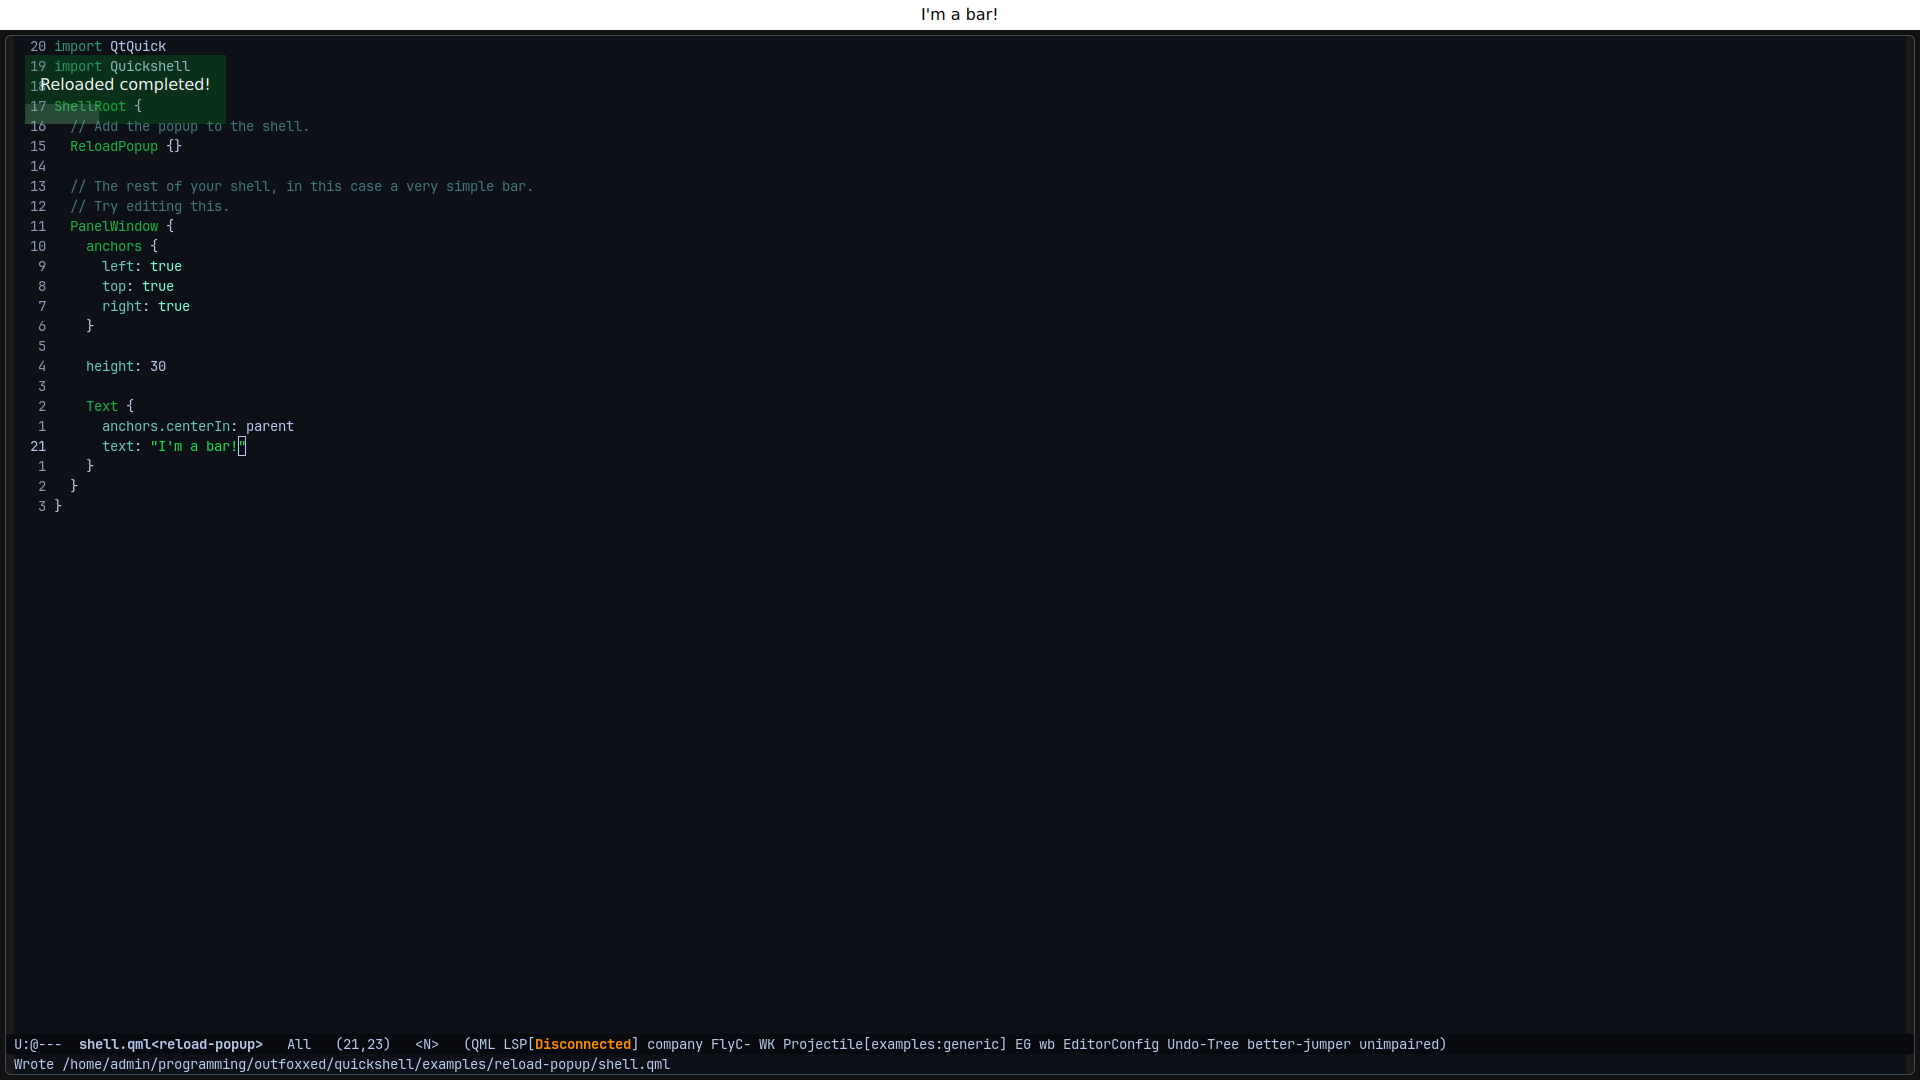 I'm a bar!
20 import QtQuick
19 import Quickshell
18
Reloaded completed!
17 ShellRoot {
16   // Add the popup to the shell.
15   ReloadPopup {}
14
13   // The rest of your shell, in this case a very simple bar.
12   // Try editing this.
11   PanelWindow {
10     anchors {
9       left: true
8       top: true
7       right: true
6     }
5
4     height: 30
3
2     Text {
1       anchors.centerIn: parent
21       text: "I'm a bar!"
1     }
2   }
3 }
U:@---  shell.qml<reload-popup>   All   (21,23)   <N>   (QML LSP[Disconnected] company FlyC- WK Projectile[examples:generic] EG wb EditorConfig Undo-Tree better-jumper unimpaired)
Wrote /home/admin/programming/outfoxxed/quickshell/examples/reload-popup/shell.qml